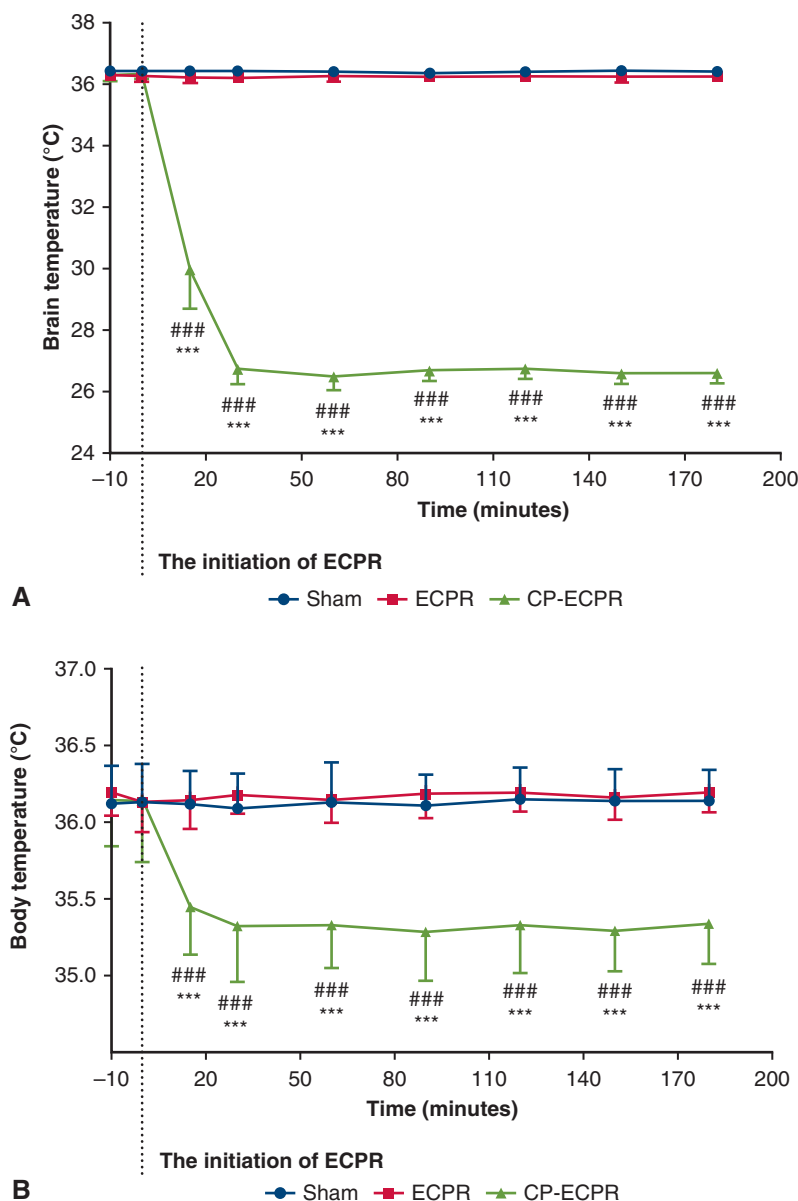 38
36
34
32
30
28
26
24
Brain temperature (°C)
### ### ### ### ### ### ###
*** *** *** *** *** *** ***
–10 20 50 80 110 140 170 200
Time (minutes)
The initiation of ECPR
A
Sham ECPR CP-ECPR
37.0
36.5
36.0
35.5
35.0
Body temperature (°C)
### ### ### ### ### ### ###
*** *** *** *** *** *** ***
–10 20 50 80 110 140 170 200
Time (minutes)
The initiation of ECPR
B
Sham ECPR CP-ECPR